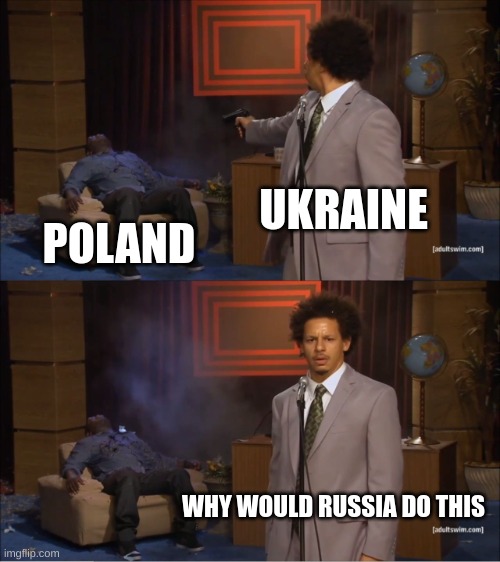 UKRAINE
POLAND
[adultswim.com]
WHY WOULD RUSSIA DO THIS
[adultswim.com]
imgflip.com